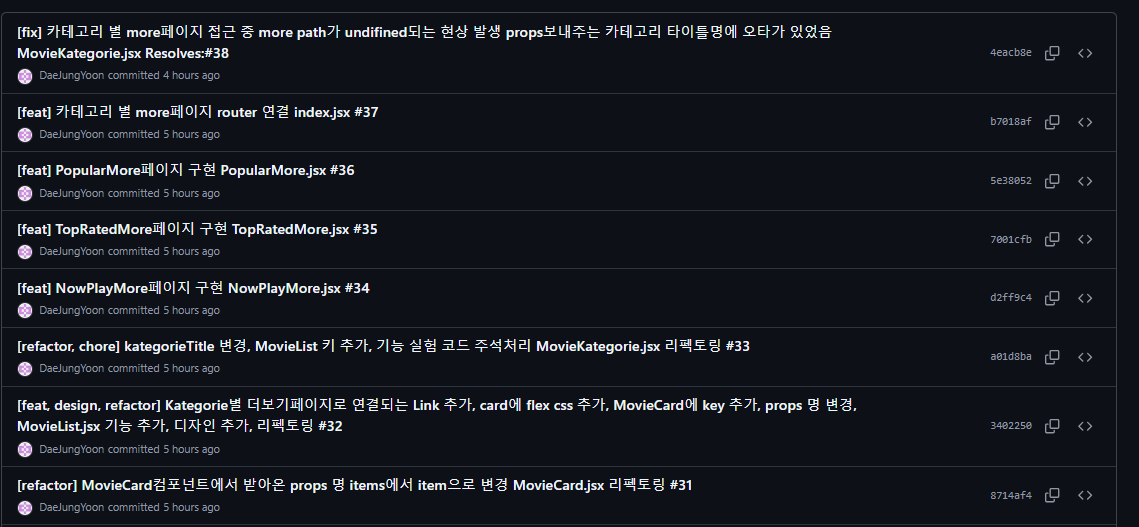 [fix] 카테고리 별 more페이지 접근 중 more path가 undifined되는 현상 발생 props보내주는 카테고리 타이틀명에 오타가 있었음
MovieKategorie.jsx Resolves:#38
4eacb8e
DaeJungYoon committed 4 hours ago
[feat] 카테고리 별 more페이지 router 연결 index.jsx #37
b7018af
DaeJungYoon committed 5 hours ago
[feat] PopularMore페이지 구현 PopularMore.jsx #36
5e38052
DaeJungYoon committed 5 hours ago
[feat] TopRatedMore페이지 구현 TopRatedMore.jsx #35
7001cfb
DaeJungYoon committed 5 hours ago
[feat] NowPlayMore페이지 구현 NowPlayMore.jsx #34
d2ff9c4
DaeJungYoon committed 5 hours ago
[refactor, chore] kategorieTitle 변경, MovieList 키 추가, 기능 실험 코드 주석처리 MovieKategorie.jsx 리펙토링 #33
a01d8ba
DaeJungYoon committed 5 hours ago
[feat, design, refactor] Kategorie별 더보기페이지로 연결되는 Link 추가, card에 flex css 추가, MovieCard에 key 추가, props 명 변경,
MovieList.jsx 기능 추가, 디자인 추가, 리펙토링 #32
3402250
DaeJungYoon committed 5 hours ago
[refactor] MovieCard컴포넌트에서 받아온 props 명 items에서 item으로 변경 MovieCard.jsx 리펙토링 #31
8714af4
DaeJungYoon committed 5 hours ago